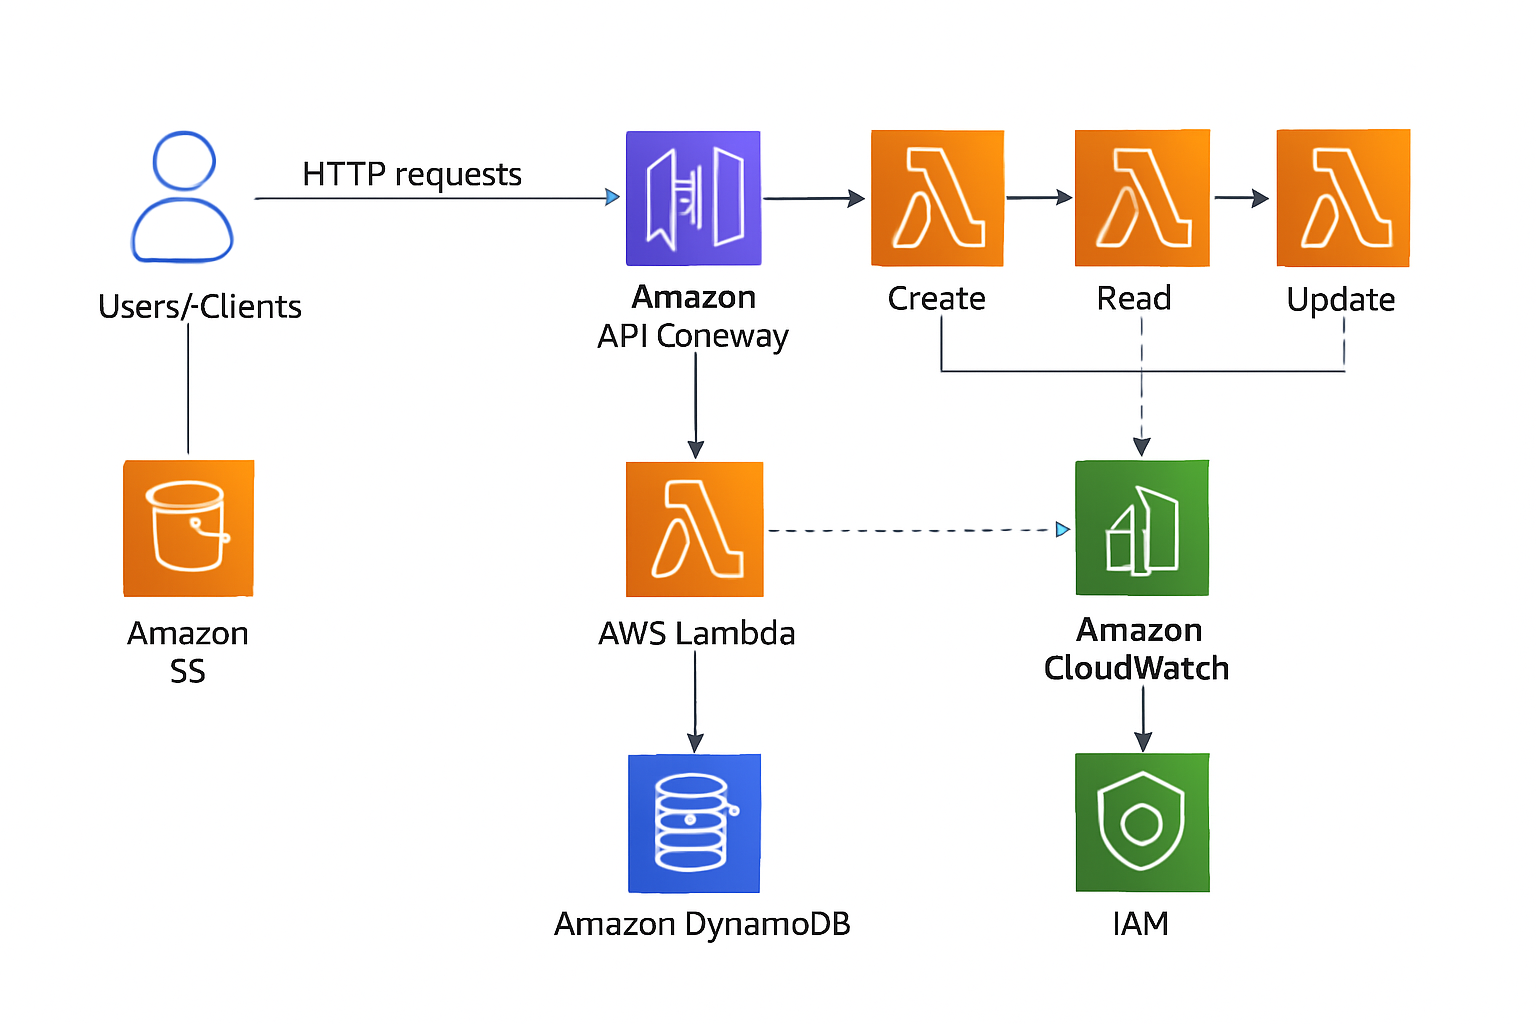 HTTP requests
Users/-Clients
Amazon
API Coneway
Create
Read
Update
Amazon
SS
AWS Lambda
Amazon
CloudWatch
Amazon DynamoDB
IAM